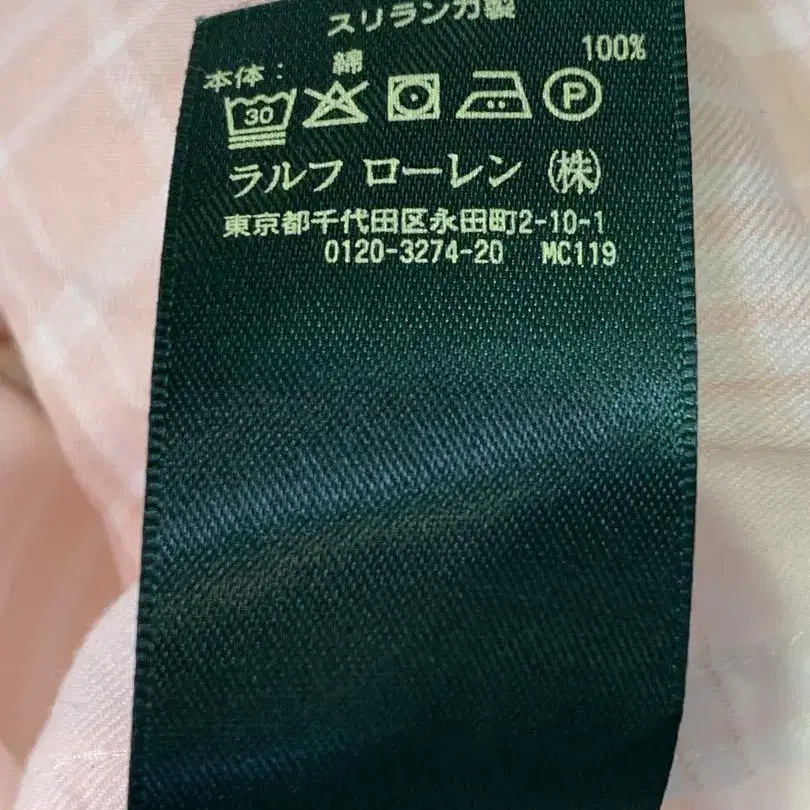 スリランカ製
本体: 綿 100%
30 P
ラルフ ローレン (株)
東京都千代田区永田町2-10-1
0120-3274-20 MC119